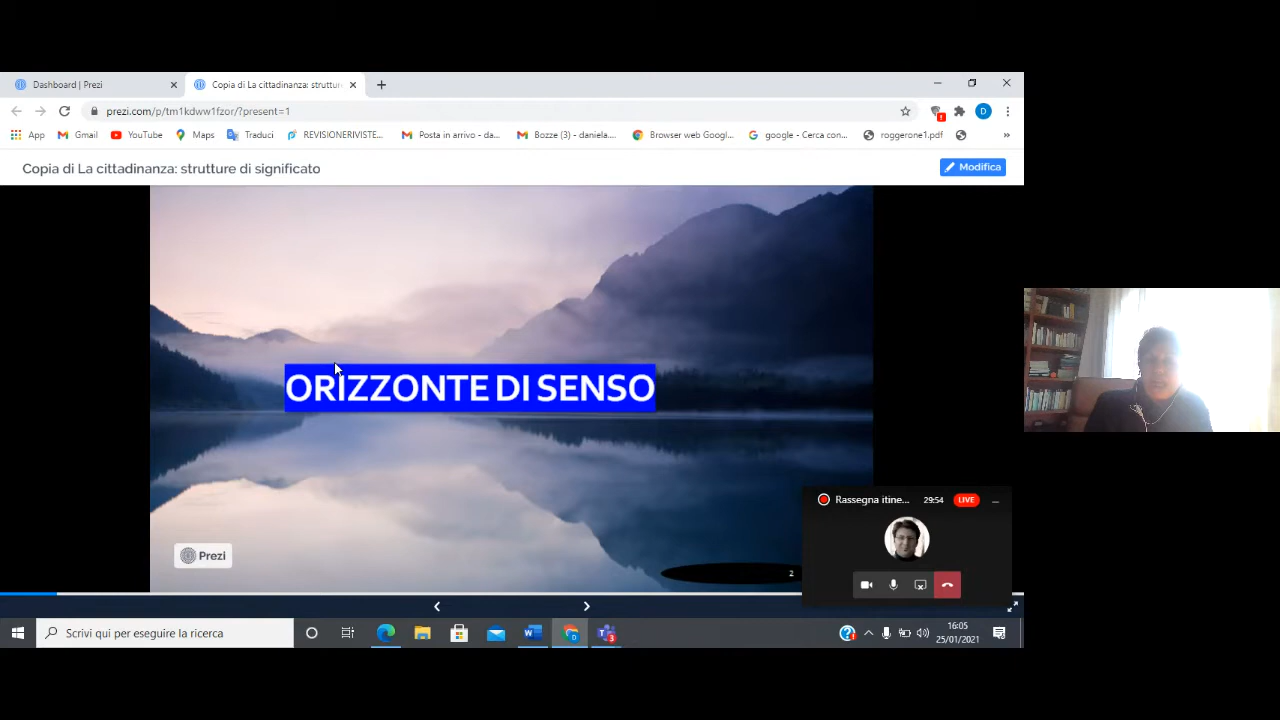 Dashboard | Prezi
Copia di La cittadinanza: struttur
prezi.com/p/tm1kdww1fzor/?present=1
D
App
Gmail
YouTube
Maps
Traduci
REVISIONERIVISTE...
Posta in arrivo - da...
Bozze (3) - daniela....
Browser web Googl...
google - Cerca con...
roggerone1.pdf
»
Copia di La cittadinanza: strutture di significato
Modifica
ORIZZONTE DI SENSO
Rassegna itine...
29:54
LIVE
Prezi
2
Scrivi qui per eseguire la ricerca
16:05
25/01/2021